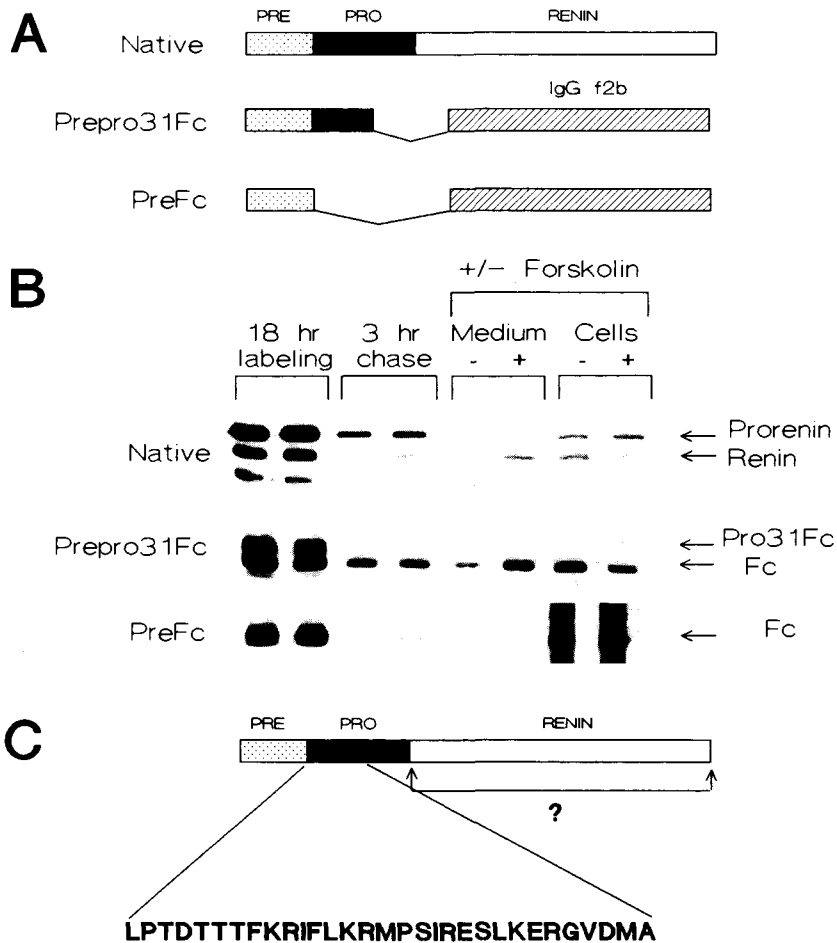 A
PRE PRO RENIN
Native
IgG f2b
Prepro31Fc
PreFc
B
+/- Forskolin
18 hr labeling
3 hr chase
Medium
- +
Cells
- +
Native
Prorenin
Renin
Prepro31Fc
Pro31Fc
Fc
PreFc
Fc
C
PRE PRO RENIN
?
LPTDTTTFKRIFLKRMPSIRESLKERGVDMA